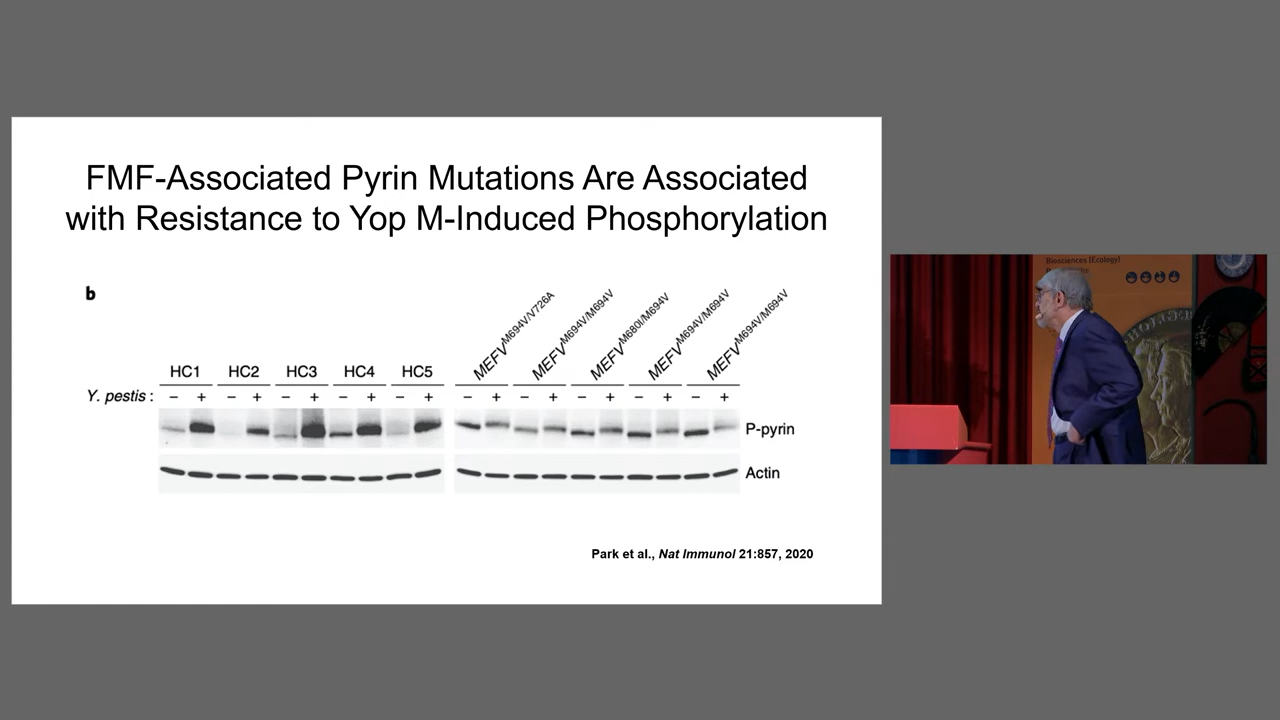 FMF-Associated Pyrin Mutations Are Associated
with Resistance to Yop M-Induced Phosphorylation
b
MEFV^M694V/V726A MEFV^M694V/M694V MEFV^M680I/M694V MEFV^M694V/M694V MEFV^M694V/M694V
HC1 HC2 HC3 HC4 HC5
Y. pestis : – + – + – + – + – + – + – + – + – + – +
P-pyrin
Actin
Park et al., Nat Immunol 21:857, 2020
Biosciences (Ecology)